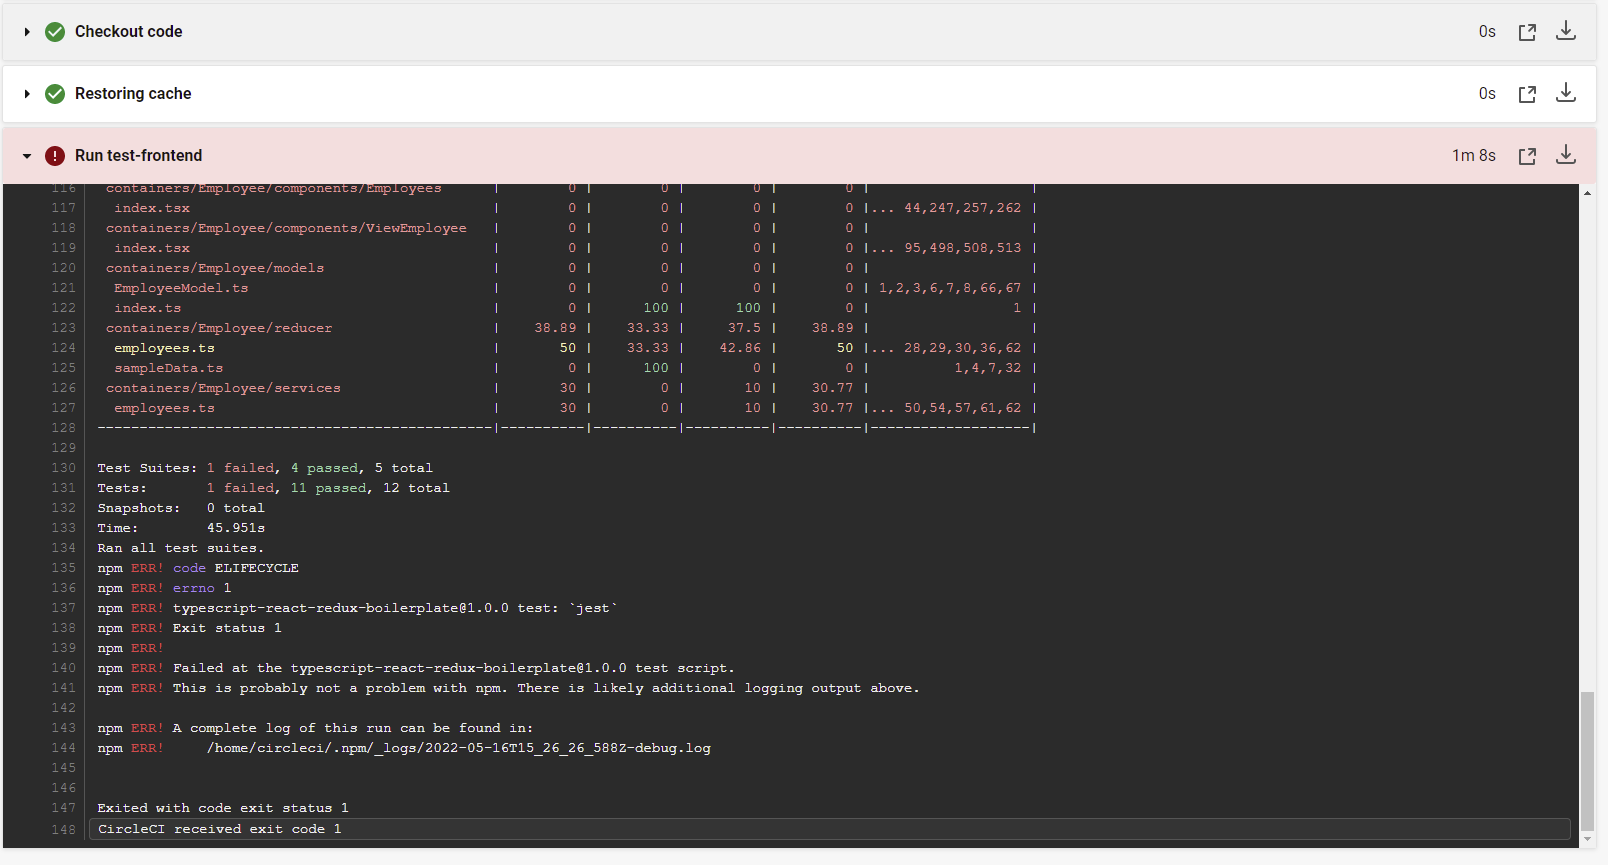 Checkout code 0s
Restoring cache 0s
Run test-frontend 1m 8s
116 containers/Employee/components/Employees | 0 | 0 | 0 | 0 | |
117 index.tsx | 0 | 0 | 0 | 0 |... 44,247,257,262 |
118 containers/Employee/components/ViewEmployee | 0 | 0 | 0 | 0 | |
119 index.tsx | 0 | 0 | 0 | 0 |... 95,498,508,513 |
120 containers/Employee/models | 0 | 0 | 0 | 0 | |
121 EmployeeModel.ts | 0 | 0 | 0 | 0 | 1,2,3,6,7,8,66,67 |
122 index.ts | 0 | 100 | 100 | 0 | 1 |
123 containers/Employee/reducer | 38.89 | 33.33 | 37.5 | 38.89 | |
124 employees.ts | 50 | 33.33 | 42.86 | 50 |... 28,29,30,36,62 |
125 sampleData.ts | 0 | 100 | 0 | 0 | 1,4,7,32 |
126 containers/Employee/services | 30 | 0 | 10 | 30.77 | |
127 employees.ts | 30 | 0 | 10 | 30.77 |... 50,54,57,61,62 |
128 -----------------------------------------------|----------|----------|----------|----------|-------------------|
129
130 Test Suites: 1 failed, 4 passed, 5 total
131 Tests: 1 failed, 11 passed, 12 total
132 Snapshots: 0 total
133 Time: 45.951s
134 Ran all test suites.
135 npm ERR! code ELIFECYCLE
136 npm ERR! errno 1
137 npm ERR! typescript-react-redux-boilerplate@1.0.0 test: `jest`
138 npm ERR! Exit status 1
139 npm ERR!
140 npm ERR! Failed at the typescript-react-redux-boilerplate@1.0.0 test script.
141 npm ERR! This is probably not a problem with npm. There is likely additional logging output above.
142
143 npm ERR! A complete log of this run can be found in:
144 npm ERR! /home/circleci/.npm/_logs/2022-05-16T15_26_26_588Z-debug.log
145
146
147 Exited with code exit status 1
148 CircleCI received exit code 1